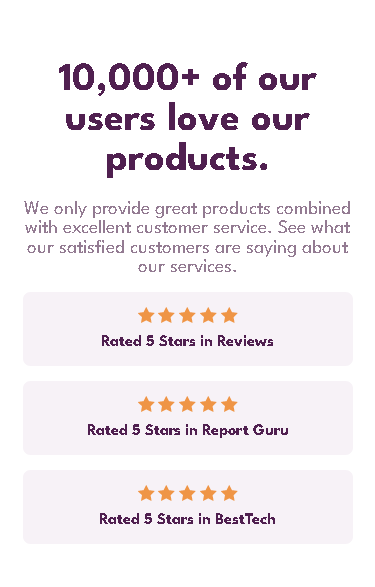 10,000+ of our
users love our
products.
We only provide great products combined
with excellent customer service. See what
our satisfied customers are saying about
our services.
Rated 5 Stars in Reviews
Rated 5 Stars in Report Guru
Rated 5 Stars in BestTech